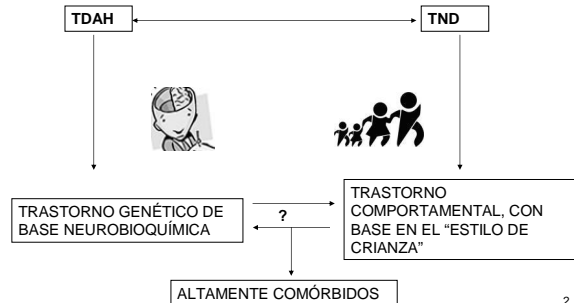 TDAH
TND
TRASTORNO GENÉTICO DE
BASE NEUROBIOQUÍMICA
?
TRASTORNO
COMPORTAMENTAL, CON
BASE EN EL “ESTILO DE
CRIANZA”
ALTAMENTE COMÓRBIDOS
2